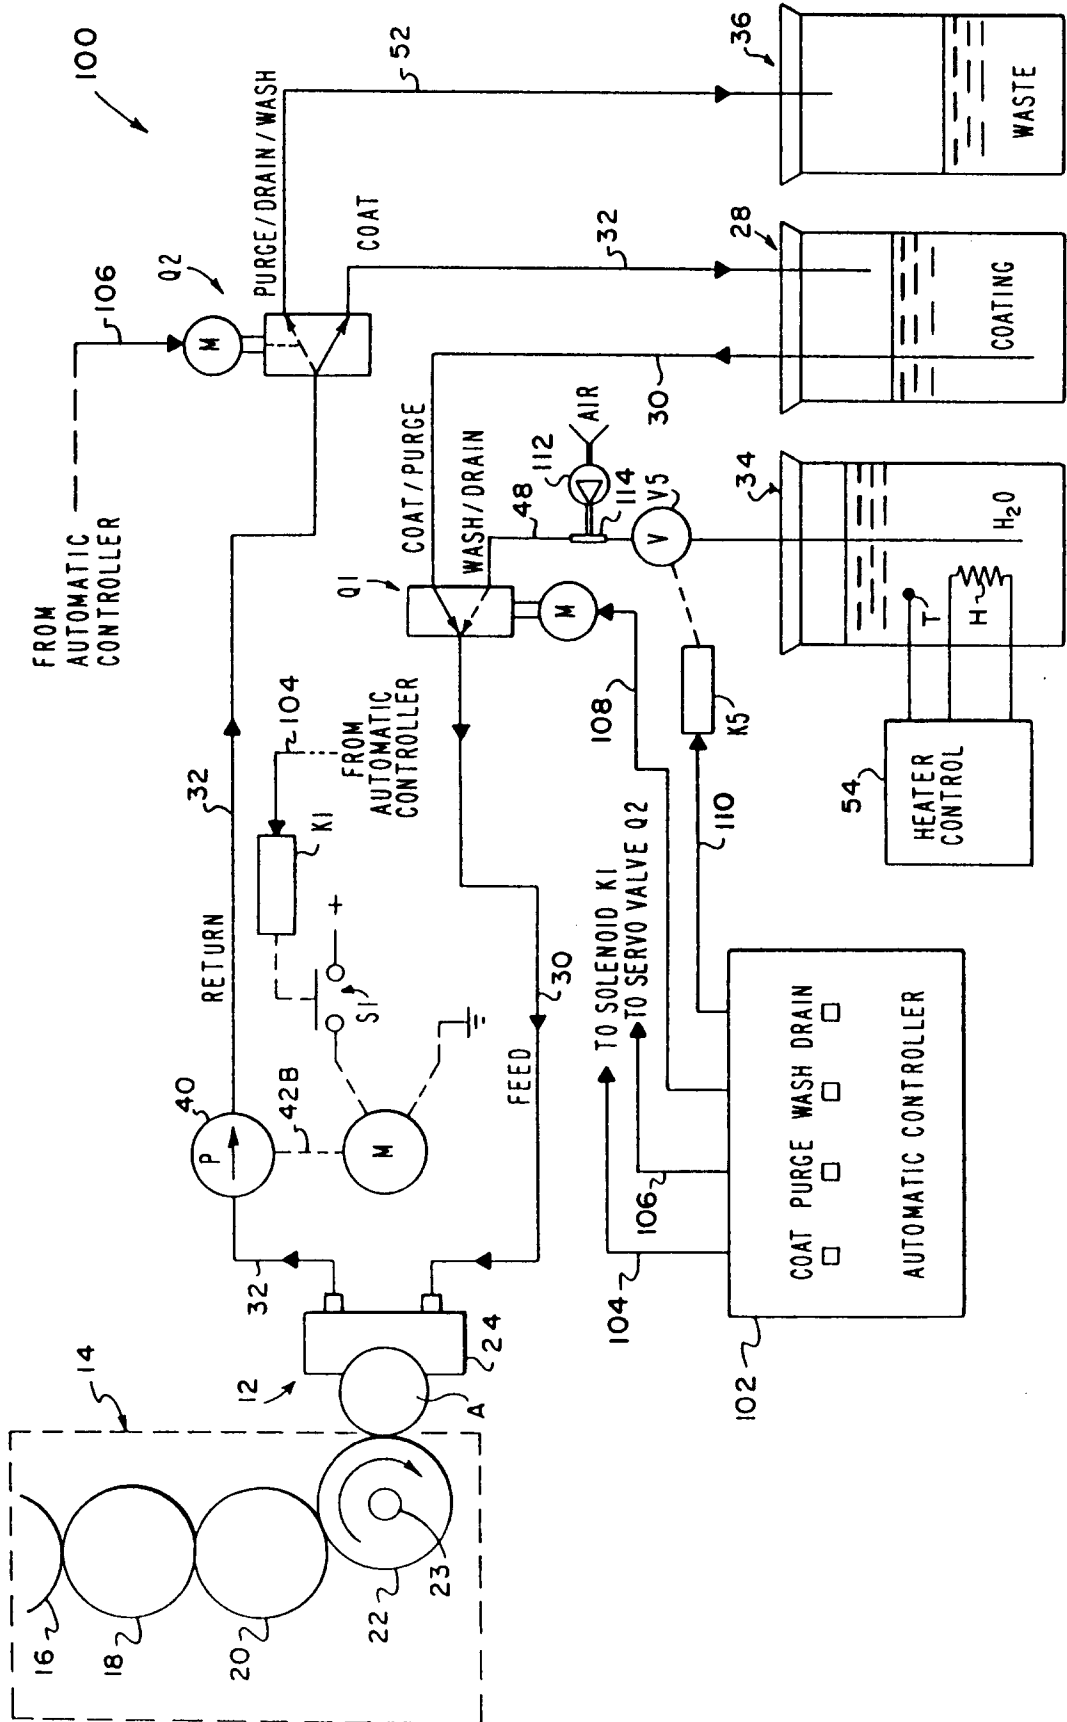 100
14
16
18
20
22
23
12
A
24
32
P
40
42B
M
RETURN
32
S1
+
K1
104
FROM
AUTOMATIC
CONTROLLER
FROM
AUTOMATIC
CONTROLLER
106
Q2
M
PURGE/DRAIN/WASH
COAT
52
32
FEED
30
Q1
M
COAT/PURGE
WASH/DRAIN
48
112
AIR
114
V5
V
30
108
K5
110
TO SOLENOID K1
TO SERVO VALVE Q2
104
106
102
COAT PURGE WASH DRAIN
AUTOMATIC CONTROLLER
54
HEATER
CONTROL
T
H
H2O
34
28
COATING
36
WASTE